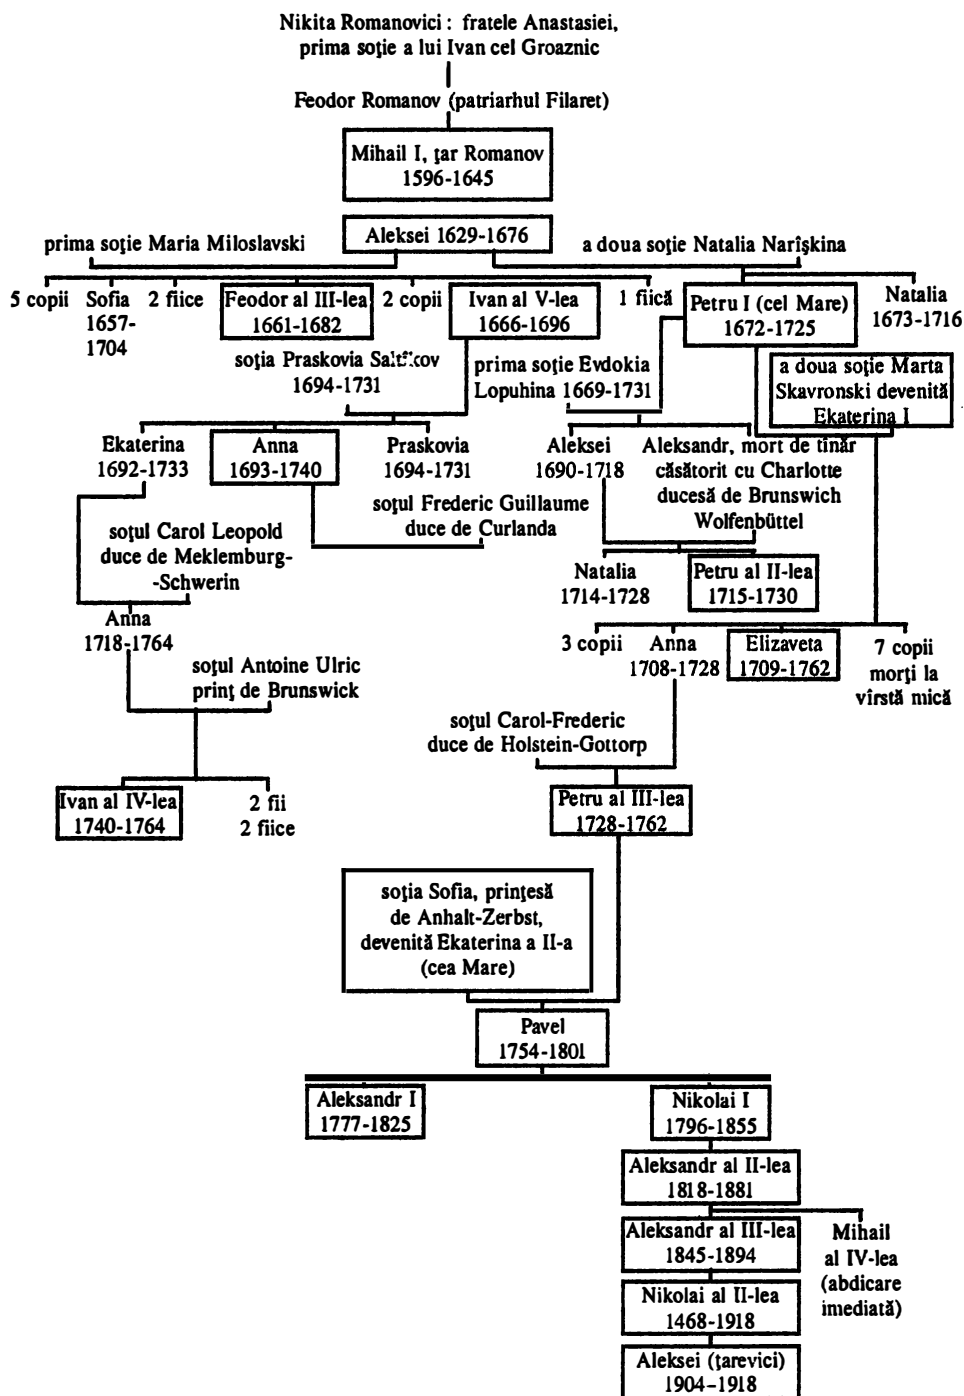 Nikita Romanovici : fratele Anastasiei,
prima soție a lui Ivan cel Groaznic
Feodor Romanov (patriarhul Filaret)
Mihail I, țar Romanov
1596-1645
Aleksei 1629-1676
prima soție Maria Miloslavski
a doua soție Natalia Narîșkina
5 copii
Sofia
1657-
1704
2 fiice
Feodor al III-lea
1661-1682
2 copii
Ivan al V-lea
1666-1696
1 fiică
Petru I (cel Mare)
1672-1725
Natalia
1673-1716
soția Praskovia Saltîkov
1694-1731
prima soție Evdokia
Lopuhina 1669-1731
a doua soție Marta
Skavronski devenită
Ekaterina I
Ekaterina
1692-1733
Anna
1693-1740
Praskovia
1694-1731
Aleksei
1690-1718
Aleksandr, mort de tînăr
căsătorit cu Charlotte
ducesă de Brunswich
Wolfenbüttel
soțul Frederic Guillaume
duce de Curlanda
soțul Carol Leopold
duce de Meklemburg-
-Schwerin
Natalia
1714-1728
Petru al II-lea
1715-1730
Anna
1718-1764
3 copii
Anna
1708-1728
Elizaveta
1709-1762
7 copii
morți la
vîrstă mică
soțul Antoine Ulric
prinț de Brunswick
soțul Carol-Frederic
duce de Holstein-Gottorp
Ivan al IV-lea
1740-1764
2 fii
2 fiice
Petru al III-lea
1728-1762
soția Sofia, prințesă
de Anhalt-Zerbst,
devenită Ekaterina a II-a
(cea Mare)
Pavel
1754-1801
Aleksandr I
1777-1825
Nikolai I
1796-1855
Aleksandr al II-lea
1818-1881
Aleksandr al III-lea
1845-1894
Mihail
al IV-lea
(abdicare
imediată)
Nikolai al II-lea
1468-1918
Aleksei (țarevici)
1904-1918